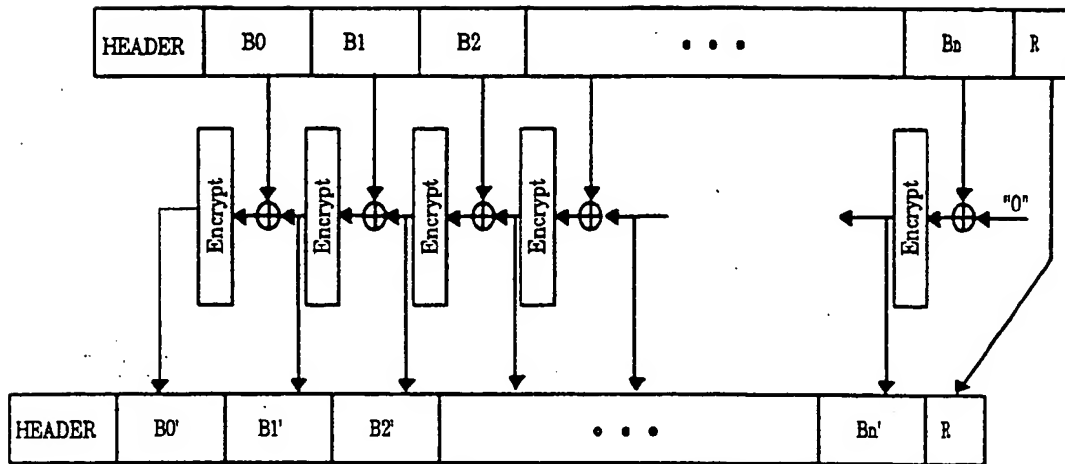 HEADER B0 B1 B2 • • • Bn R
Encrypt Encrypt Encrypt Encrypt Encrypt "0"
HEADER B0' B1' B2' • • • Bn' R